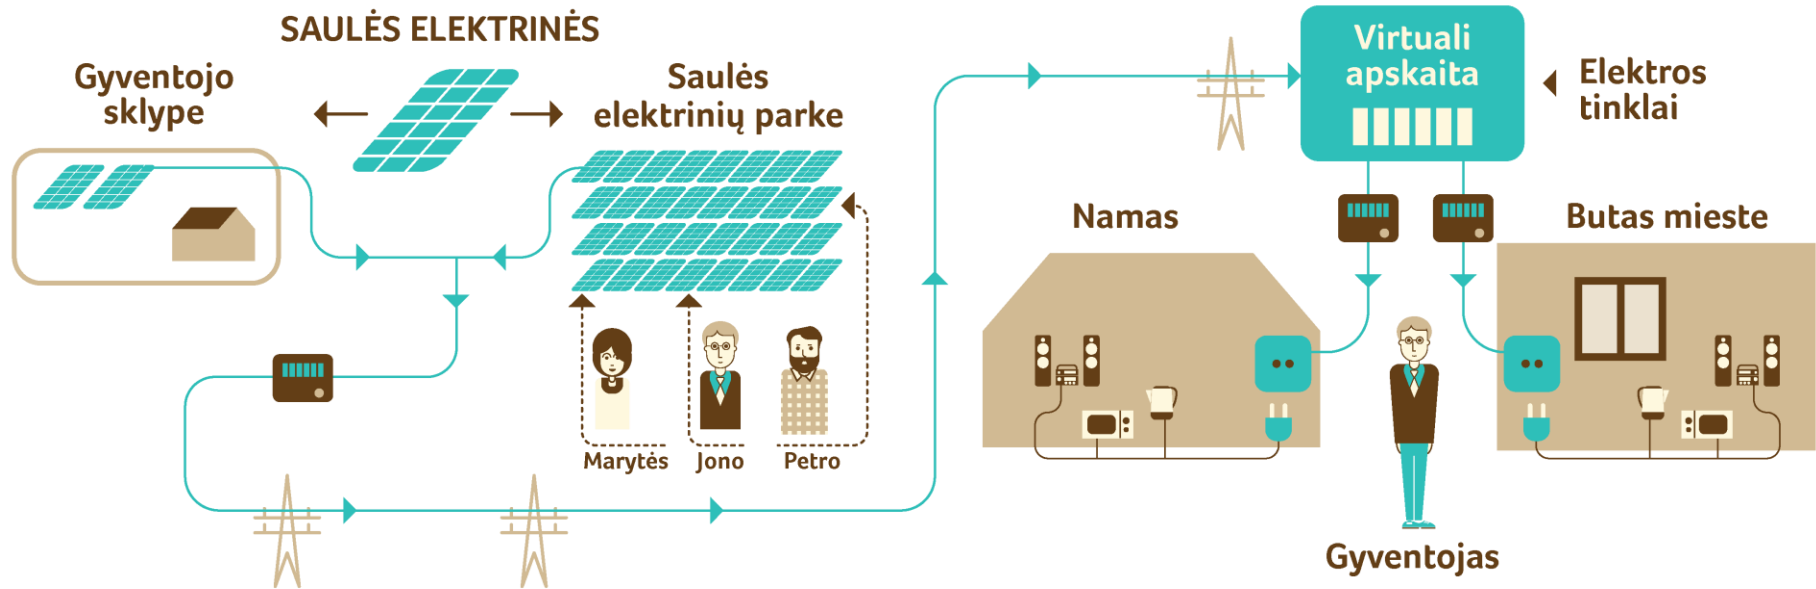 SAULĖS ELEKTRINĖS
Gyventojo
sklype
Saulės
elektrinių parke
Marytės
Jono
Petro
Virtuali
apskaita
Elektros
tinklai
Namas
Butas mieste
Gyventojas